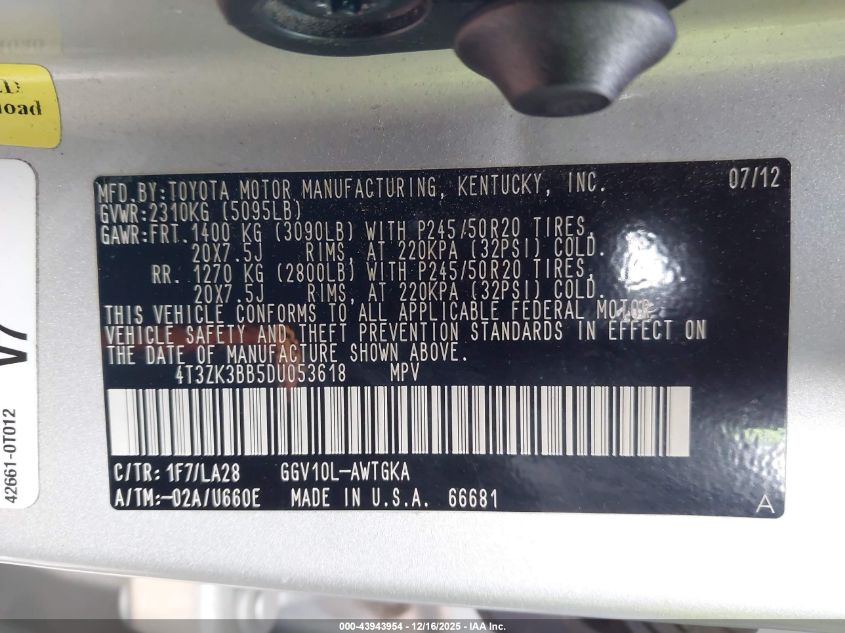 oad
42661-0T012
V7
MFD.BY:TOYOTA MOTOR MANUFACTURING, KENTUCKY, INC. 07/12
GVWR:2310KG (5095LB)
GAWR:FRT.1400 KG (3090LB) WITH P245/50R20 TIRES,
20X7.5J RIMS, AT 220KPA (32PSI) COLD.
RR. 1270 KG (2800LB) WITH P245/50R20 TIRES,
20X7.5J RIMS, AT 220KPA (32PSI) COLD.
THIS VEHICLE CONFORMS TO ALL APPLICABLE FEDERAL MOTOR
VEHICLE SAFETY AND THEFT PREVENTION STANDARDS IN EFFECT ON
THE DATE OF MANUFACTURE SHOWN ABOVE.
4T3ZK3BB5DU053618 MPV
C/TR: 1F7/LA28 GGV10L-AWTGKA
A/TM:-02A/U660E MADE IN U.S.A. 66681 A
000-43943954 - 12/16/2025 - © Copyright - IAA, Inc.